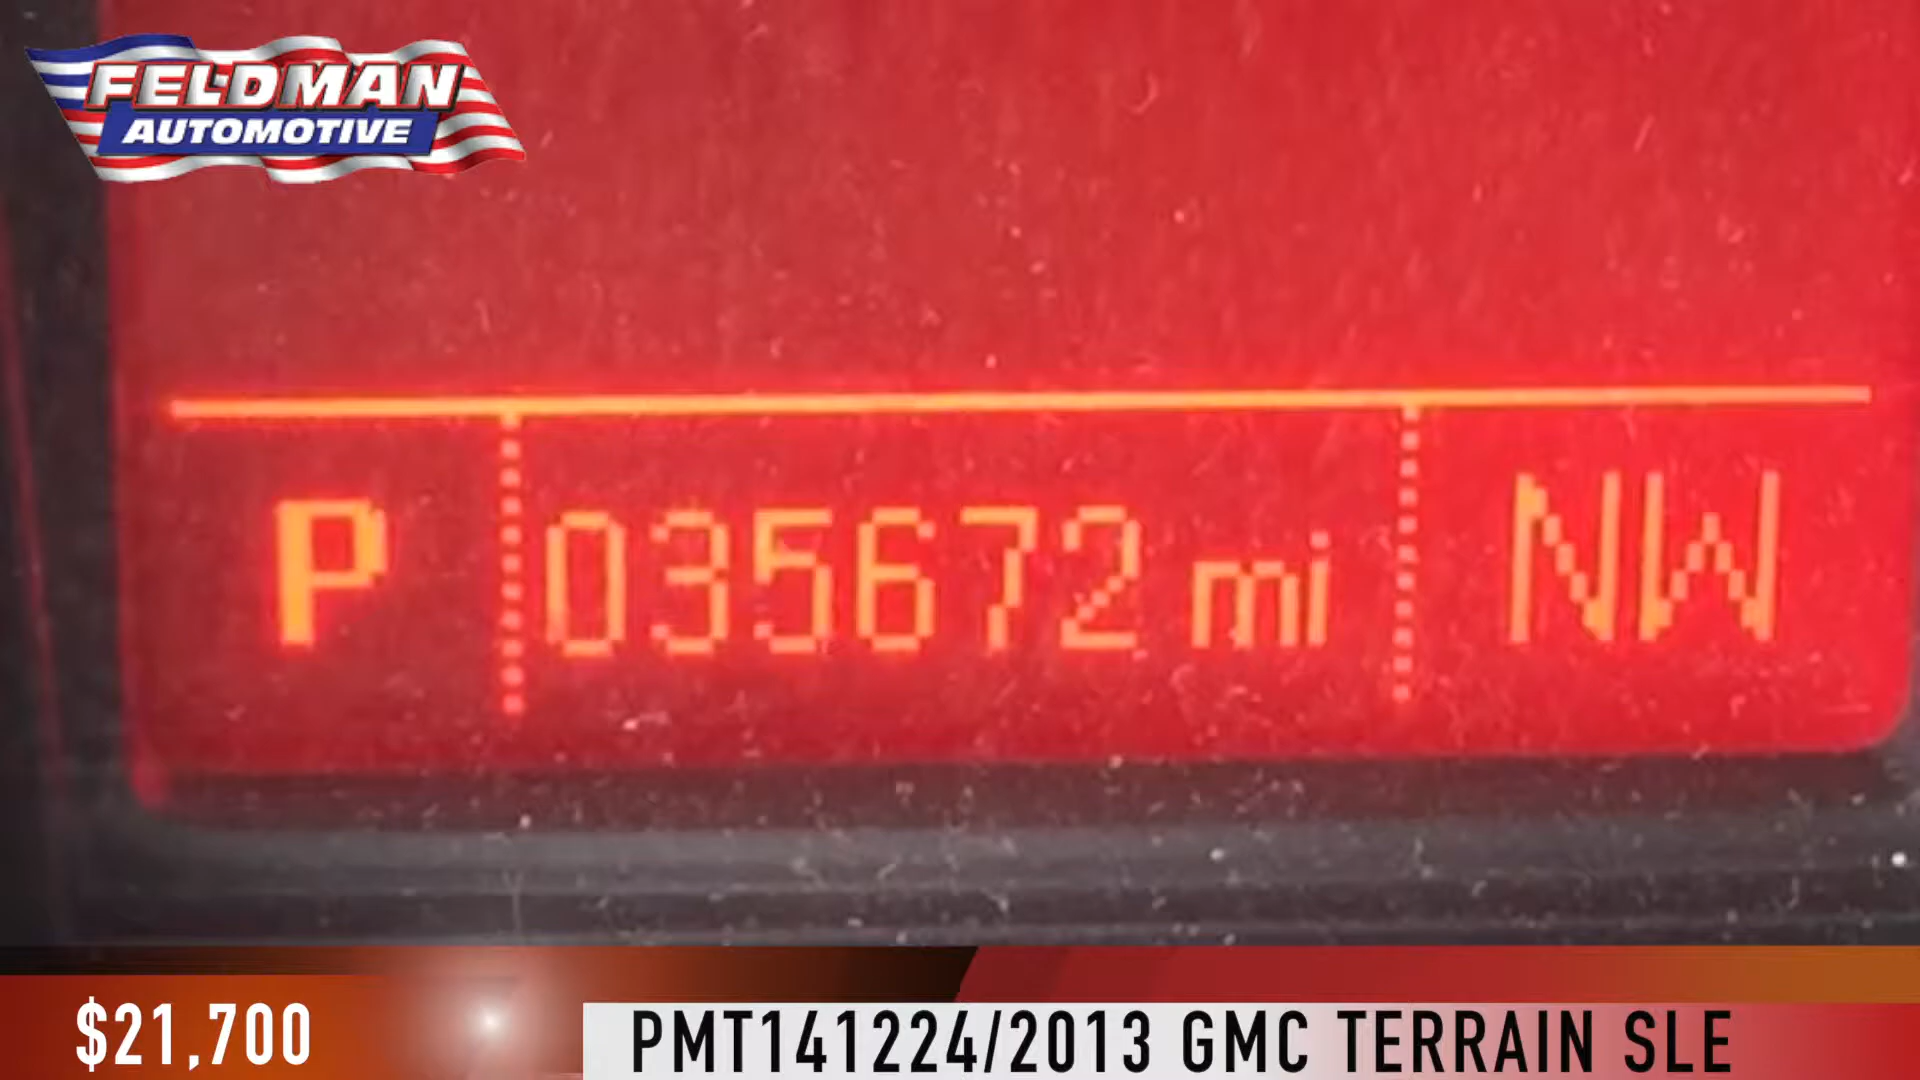 FELDMAN
AUTOMOTIVE
P 035672 mi NW
$21,700
PMT141224/2013 GMC TERRAIN SLE